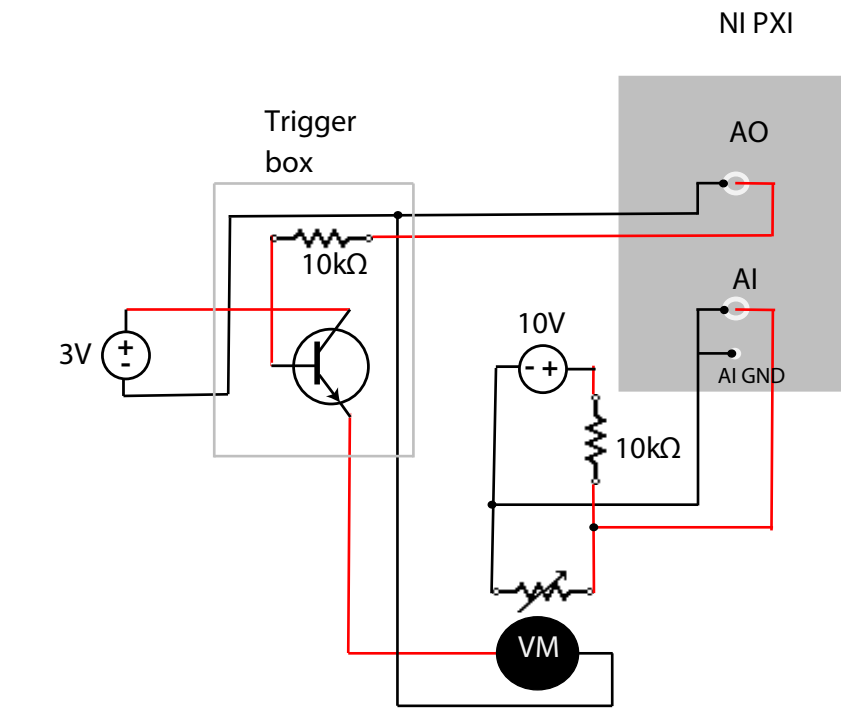 NI PXI
Trigger
box
AO
10kΩ
AI
10V
3V
+
-
- +
AI GND
10kΩ
VM